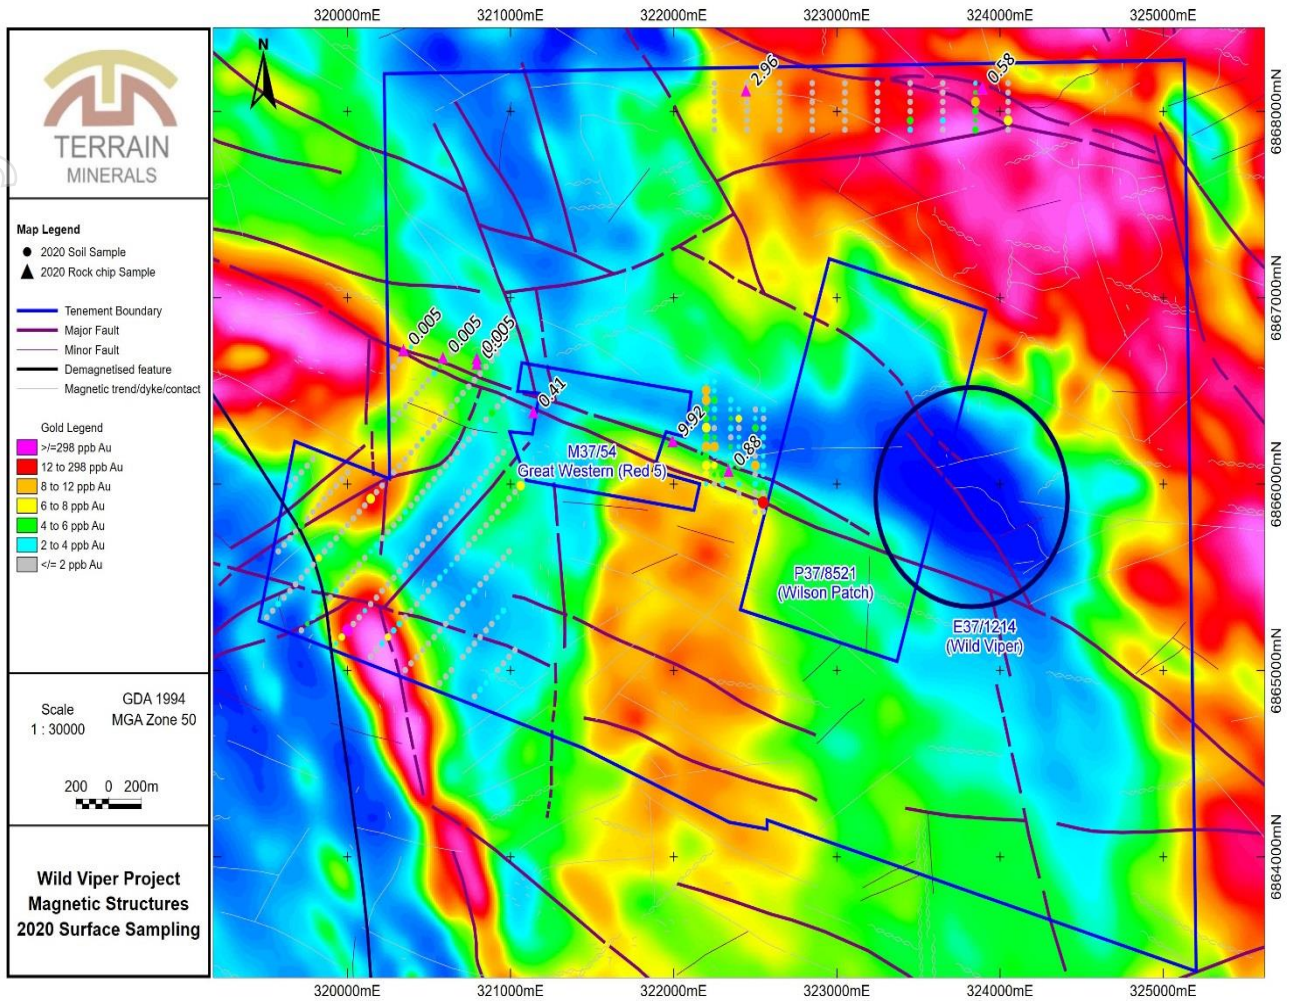 320000mE 321000mE 322000mE 323000mE 324000mE 325000mE
TERRAIN
MINERALS
Map Legend
2020 Soil Sample
2020 Rock chip Sample
Tenement Boundary
Major Fault
Minor Fault
Demagnetised feature
Magnetic trend/dyke/contact
Gold Legend
>/=298 ppb Au
12 to 298 ppb Au
8 to 12 ppb Au
6 to 8 ppb Au
4 to 6 ppb Au
2 to 4 ppb Au
</= 2 ppb Au
Scale
1 : 30000
GDA 1994
MGA Zone 50
200 0 200m
Wild Viper Project
Magnetic Structures
2020 Surface Sampling
N
2.96
0.58
0.005
0.005
0.005
0.41
9.92
0.88
M37/54
Great Western (Red 5)
P37/8521
(Wilson Patch)
E37/1214
(Wild Viper)
6868000mN
6867000mN
6866000mN
6865000mN
6864000mN
320000mE 321000mE 322000mE 323000mE 324000mE 325000mE